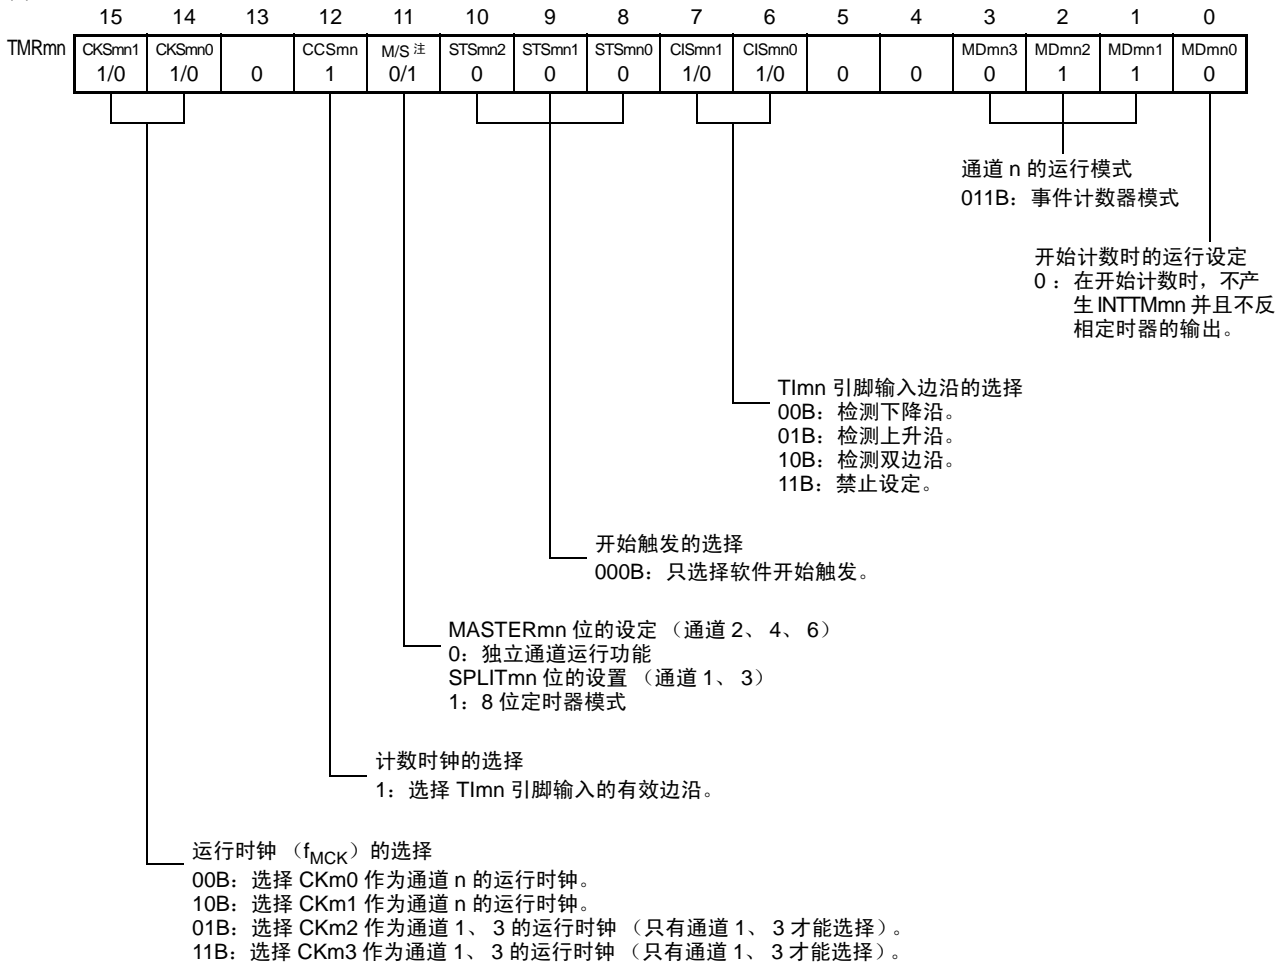 15 14 13 12 11 10 9 8 7 6 5 4 3 2 1 0
TMRmn CKSmn1 CKSmn0 CCSmn M/S 注 STSmn2 STSmn1 STSmn0 CISmn1 CISmn0 MDmn3 MDmn2 MDmn1 MDmn0
1/0 1/0 0 1 0/1 0 0 0 1/0 1/0 0 0 0 1 1 0
通道 n 的运行模式
011B：事件计数器模式
开始计数时的运行设定
0 ：在开始计数时，不产
生 INTTMmn 并且不反
相定时器的输出。
TImn 引脚输入边沿的选择
00B：检测下降沿。
01B：检测上升沿。
10B：检测双边沿。
11B：禁止设定。
开始触发的选择
000B：只选择软件开始触发。
MASTERmn 位的设定 （通道 2、 4、 6）
0：独立通道运行功能
SPLITmn 位的设置 （通道 1、 3）
1：8 位定时器模式
计数时钟的选择
1：选择 TImn 引脚输入的有效边沿。
运行时钟 （fMCK）的选择
00B：选择 CKm0 作为通道 n 的运行时钟。
10B：选择 CKm1 作为通道 n 的运行时钟。
01B：选择 CKm2 作为通道 1、 3 的运行时钟 （只有通道 1、 3 才能选择）。
11B：选择 CKm3 作为通道 1、 3 的运行时钟 （只有通道 1、 3 才能选择）。